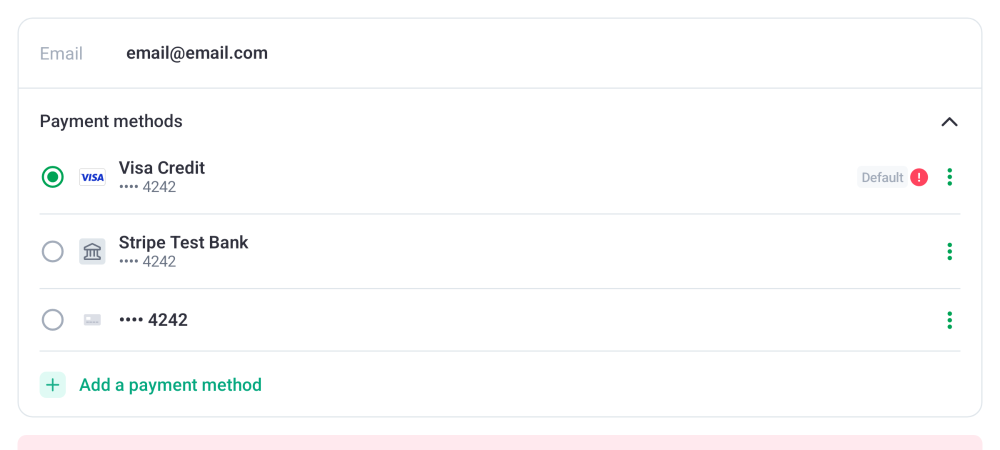 Email email@email.com
Payment methods
VISA Visa Credit
•••• 4242
Default !
Stripe Test Bank
•••• 4242
•••• 4242
+ Add a payment method